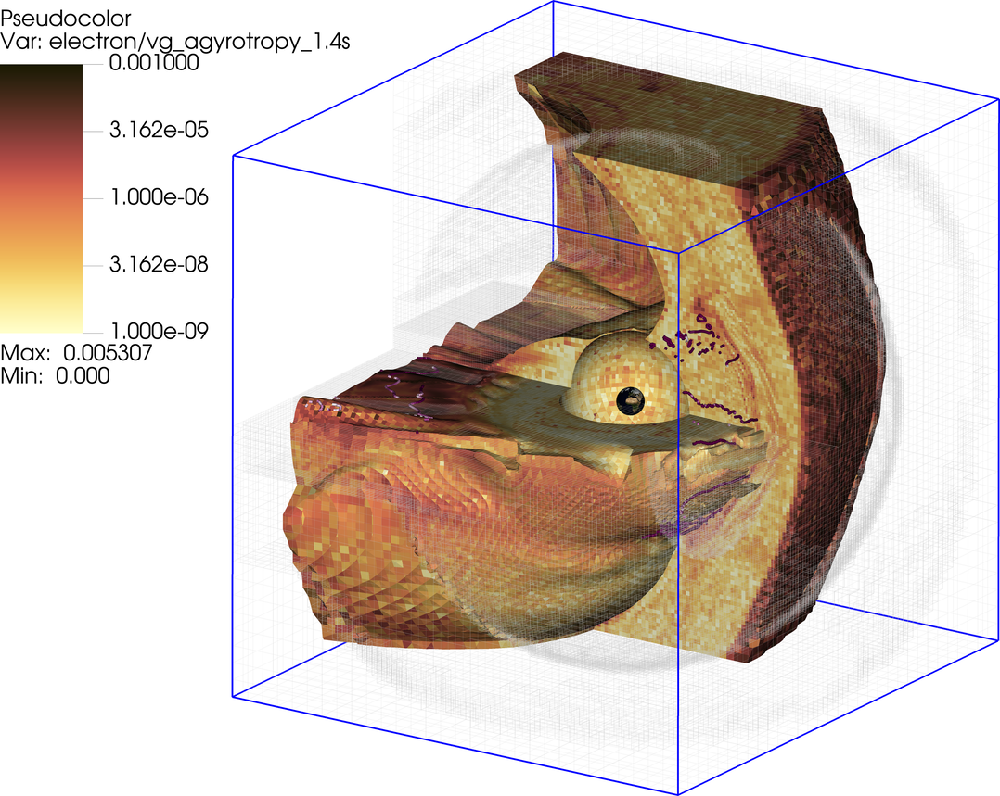 Pseudocolor
Var: electron/vg_agyrotropy_1.4s
0.001000
3.162e-05
1.000e-06
3.162e-08
1.000e-09
Max: 0.005307
Min: 0.000